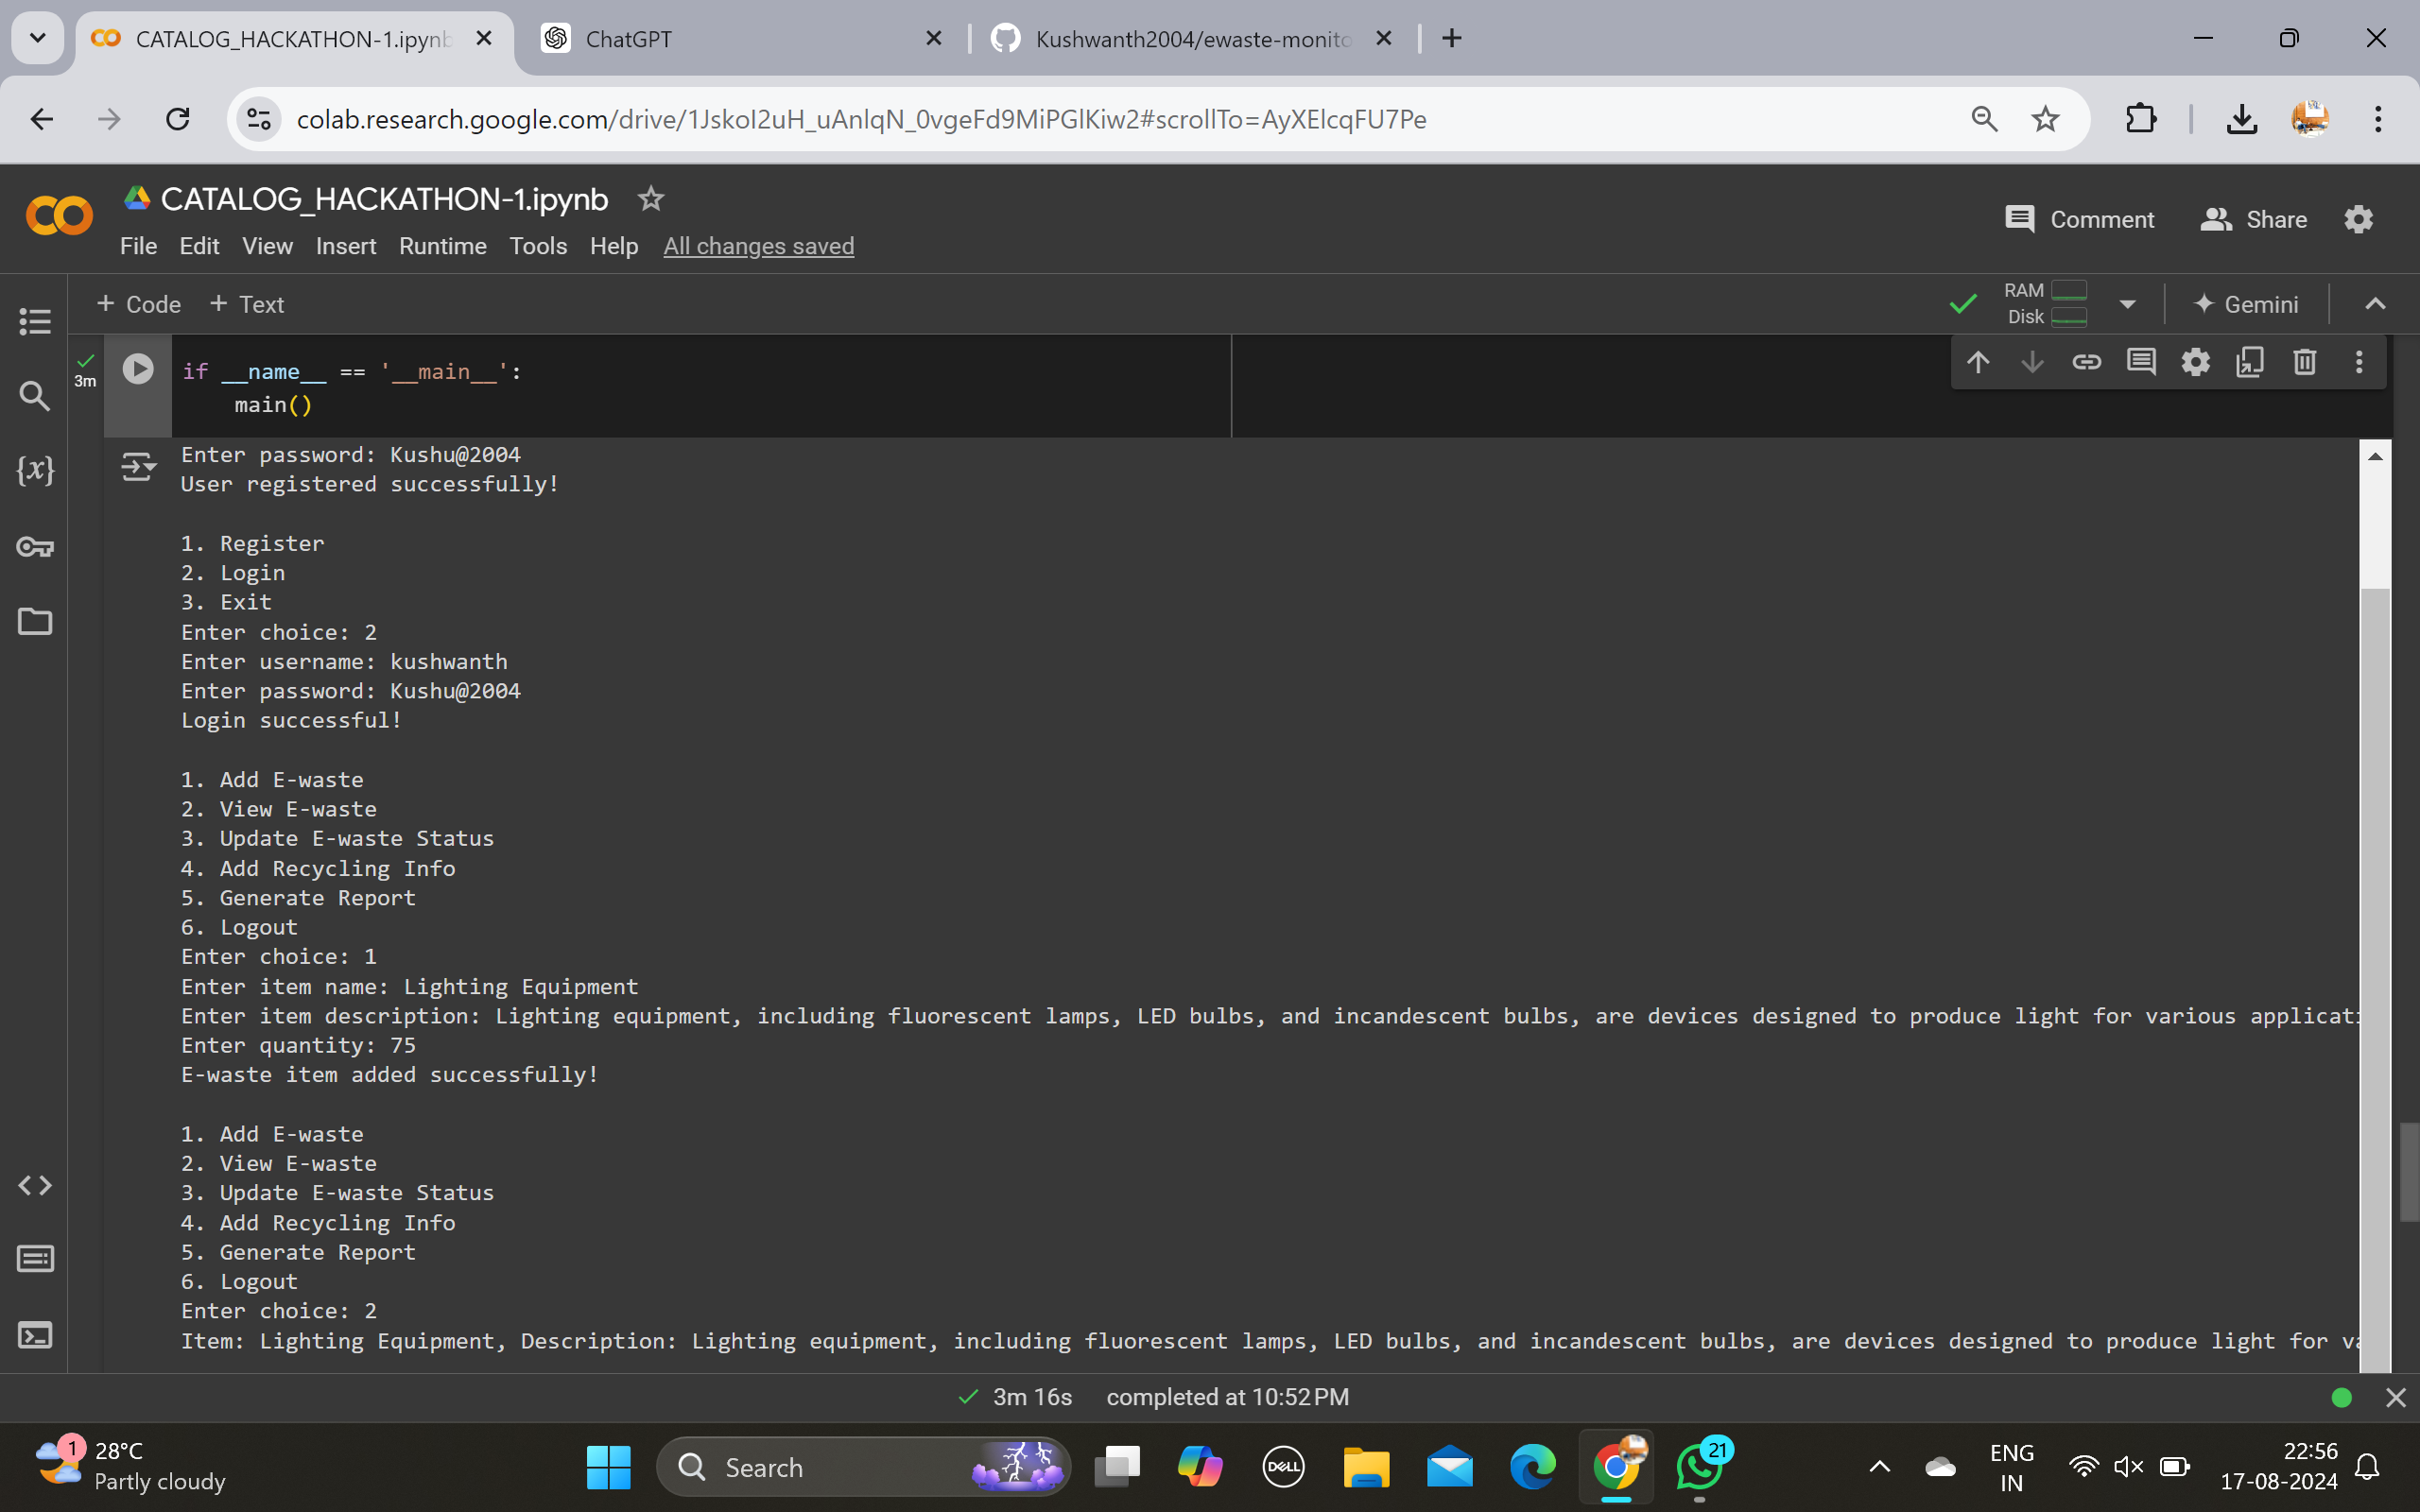 CATALOG_HACKATHON-1.ipynb
ChatGPT
Kushwanth2004/ewaste-monito
colab.research.google.com/drive/1JskoI2uH_uAnlqN_0vgeFd9MiPGlKiw2#scrollTo=AyXElcqFU7Pe
CATALOG_HACKATHON-1.ipynb
File Edit View Insert Runtime Tools Help All changes saved
Comment Share
+ Code + Text
RAM
Disk
Gemini
3m
if __name__ == '__main__':
main()
Enter password: Kushu@2004
User registered successfully!
1. Register
2. Login
3. Exit
Enter choice: 2
Enter username: kushwanth
Enter password: Kushu@2004
Login successful!
1. Add E-waste
2. View E-waste
3. Update E-waste Status
4. Add Recycling Info
5. Generate Report
6. Logout
Enter choice: 1
Enter item name: Lighting Equipment
Enter item description: Lighting equipment, including fluorescent lamps, LED bulbs, and incandescent bulbs, are devices designed to produce light for various applicati
Enter quantity: 75
E-waste item added successfully!
1. Add E-waste
2. View E-waste
3. Update E-waste Status
4. Add Recycling Info
5. Generate Report
6. Logout
Enter choice: 2
Item: Lighting Equipment, Description: Lighting equipment, including fluorescent lamps, LED bulbs, and incandescent bulbs, are devices designed to produce light for va
3m 16s completed at 10:52 PM
1
28°C
Partly cloudy
Search
DELL
21
ENG
IN
22:56
17-08-2024